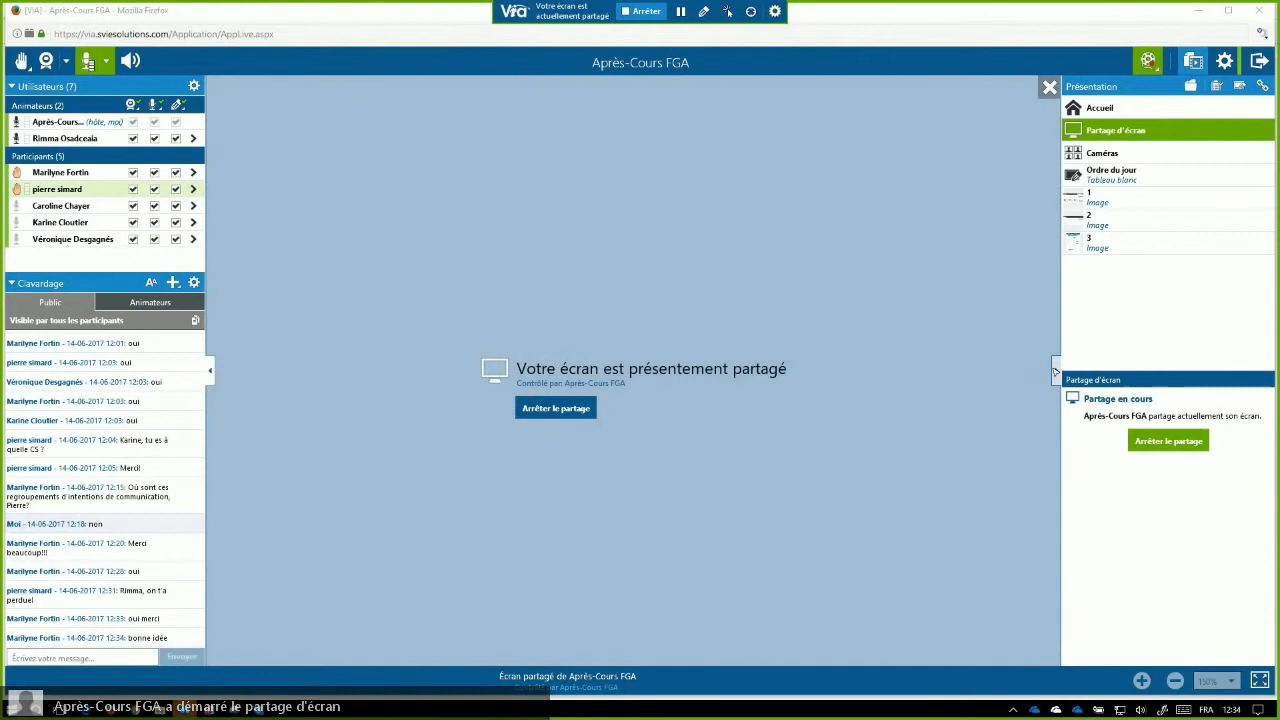 [VIA] - Après-Cours FGA - Mozilla Firefox
Via
Votre écran est
actuellement partagé
Arrêter
https://via.sviesolutions.com/Application/AppLive.aspx
Après-Cours FGA
Utilisateurs (7)
Animateurs (2)
Après-Cours... (hôte, moi)
Rimma Osadceaia
Participants (5)
Marilyne Fortin
pierre simard
Caroline Chayer
Karine Cloutier
Véronique Desgagnés
Clavardage
Public
Animateurs
Visible par tous les participants
Marilyne Fortin - 14-06-2017 12:01: oui
pierre simard - 14-06-2017 12:03: oui
Véronique Desgagnés - 14-06-2017 12:03: oui
Marilyne Fortin - 14-06-2017 12:03: oui
Karine Cloutier - 14-06-2017 12:03: oui
pierre simard - 14-06-2017 12:04: Karine, tu es à
quelle CS ?
pierre simard - 14-06-2017 12:05: Merci!
Marilyne Fortin - 14-06-2017 12:15: Où sont ces
regroupements d'intentions de communication,
Pierre?
Moi - 14-06-2017 12:18: non
Marilyne Fortin - 14-06-2017 12:20: Merci
beaucoup!!!
Marilyne Fortin - 14-06-2017 12:28: oui
pierre simard - 14-06-2017 12:31: Rimma, on t'a
perdue!
Marilyne Fortin - 14-06-2017 12:33: oui merci
Marilyne Fortin - 14-06-2017 12:34: bonne idée
Écrivez votre message...
Envoyer
Votre écran est présentement partagé
Contrôlé par: Après-Cours FGA
Arrêter le partage
Présentation
Accueil
Partage d'écran
Caméras
Ordre du jour
Tableau blanc
1
Image
2
Image
3
Image
Partage d'écran
Partage en cours
Après-Cours FGA partage actuellement son écran.
Arrêter le partage
Écran partagé de Après-Cours FGA
Contrôlé par Après-Cours FGA
150%
Après-Cours FGA a démarré le partage d'écran
FRA
12:34